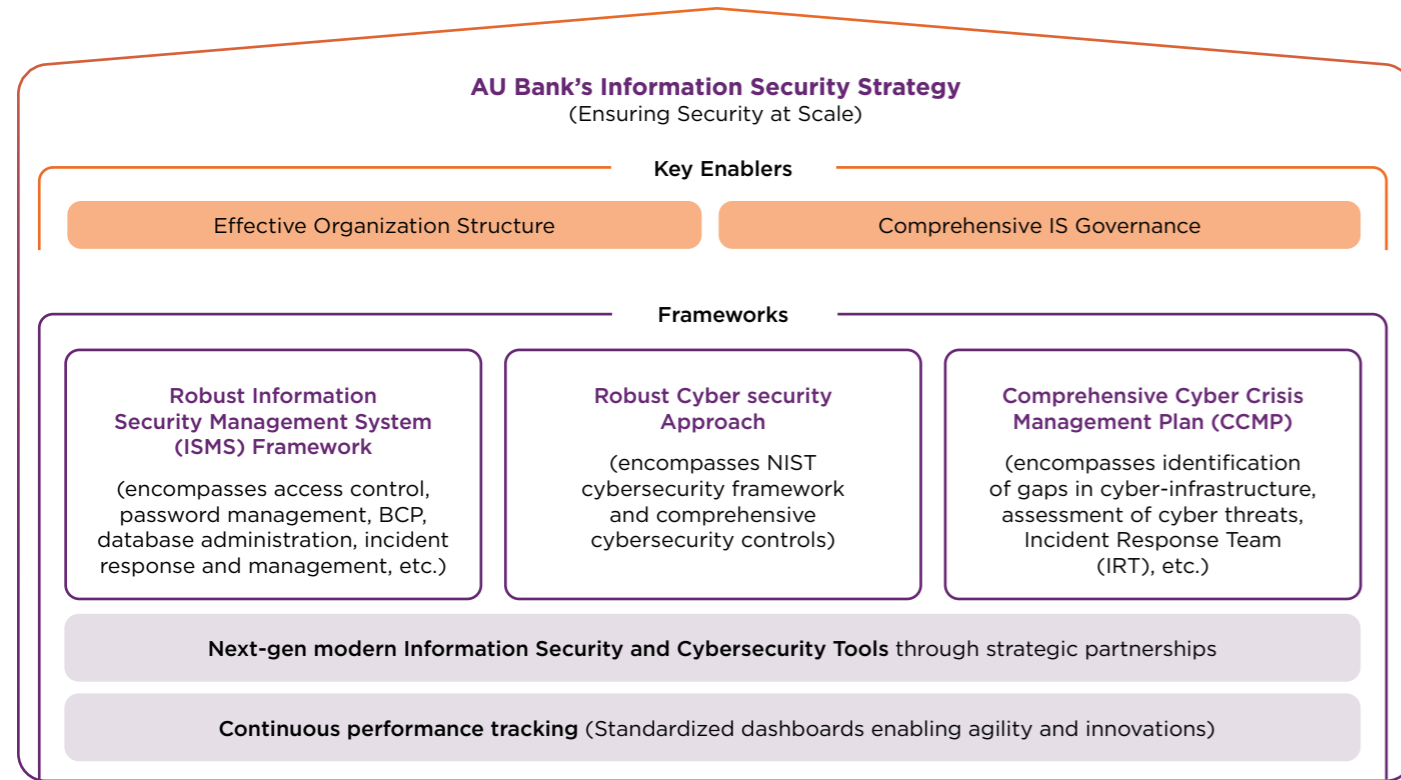 AU Bank’s Information Security Strategy
(Ensuring Security at Scale)
Key Enablers
Effective Organization Structure
Comprehensive IS Governance
Frameworks
Robust Information
Security Management System
(ISMS) Framework
(encompasses access control,
password management, BCP,
database administration, incident
response and management, etc.)
Robust Cyber security
Approach
(encompasses NIST
cybersecurity framework
and comprehensive
cybersecurity controls)
Comprehensive Cyber Crisis
Management Plan (CCMP)
(encompasses identification
of gaps in cyber-infrastructure,
assessment of cyber threats,
Incident Response Team
(IRT), etc.)
Next-gen modern Information Security and Cybersecurity Tools through strategic partnerships
Continuous performance tracking (Standardized dashboards enabling agility and innovations)